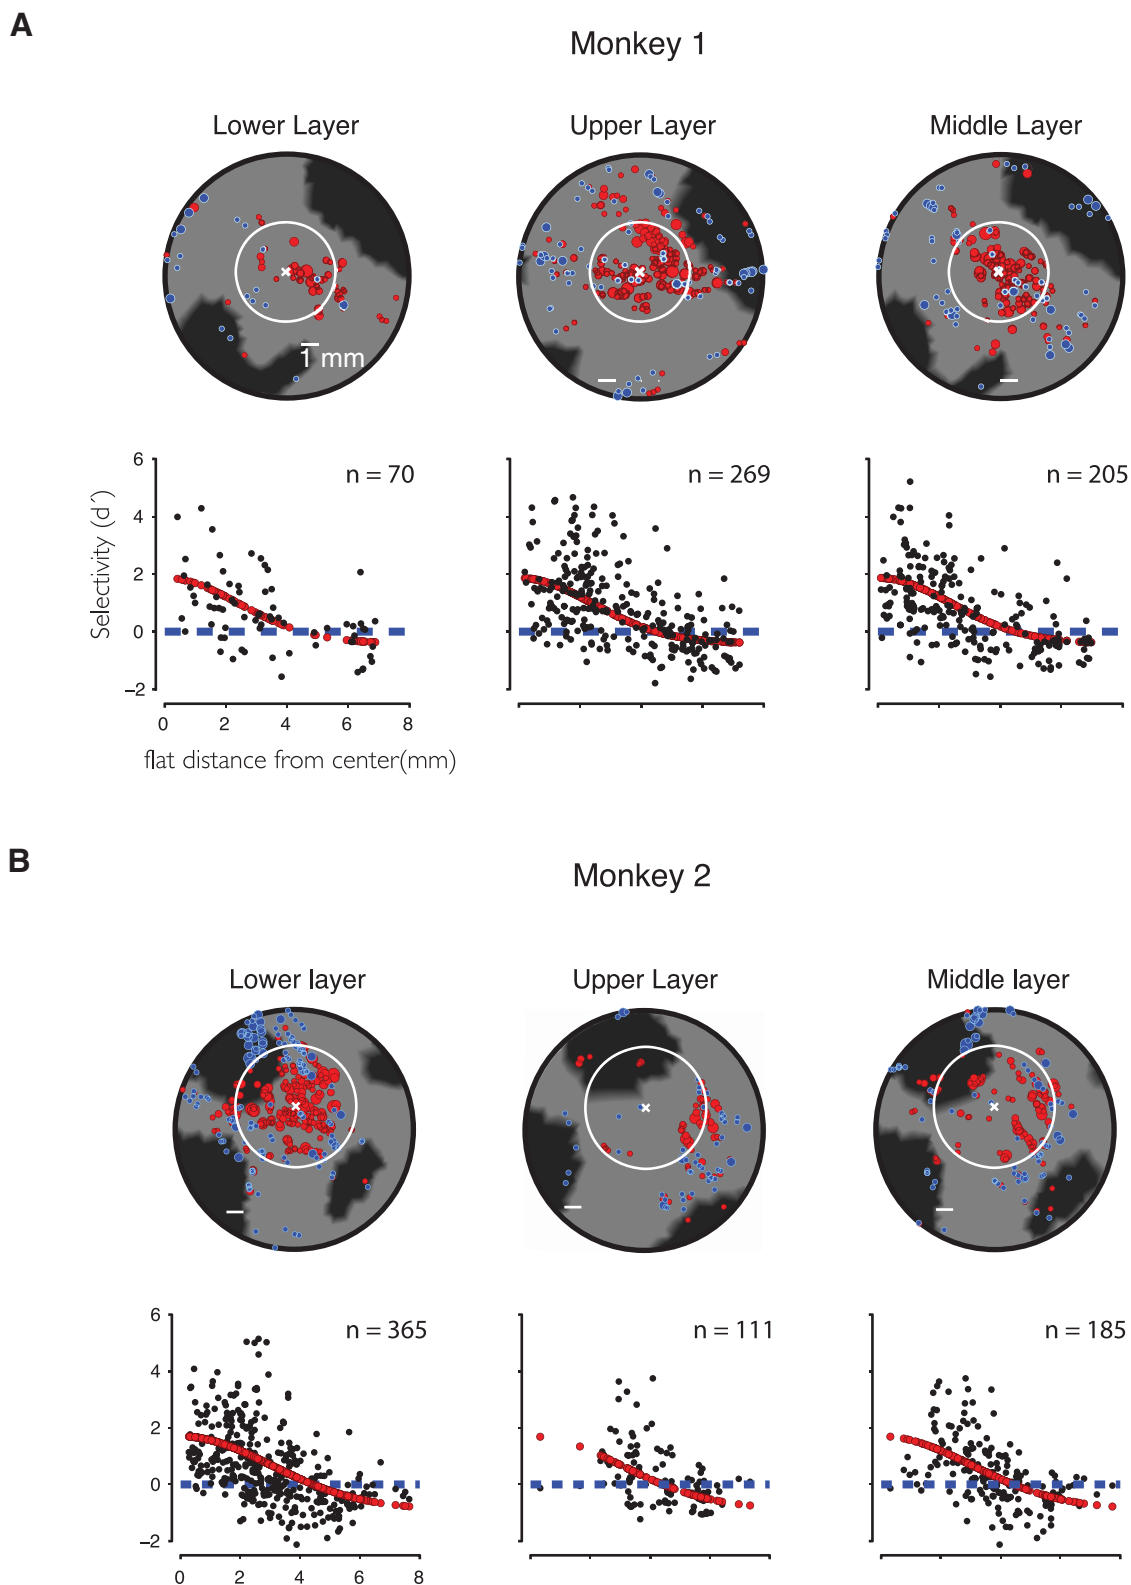 A
Monkey 1
Lower Layer
Upper Layer
Middle Layer
1 mm
6
4
2
0
−2
Selectivity (d´)
n = 70
n = 269
n = 205
0 2 4 6 8
flat distance from center(mm)
B
Monkey 2
Lower layer
Upper Layer
Middle layer
6
4
2
0
−2
n = 365
n = 111
n = 185
0 2 4 6 8